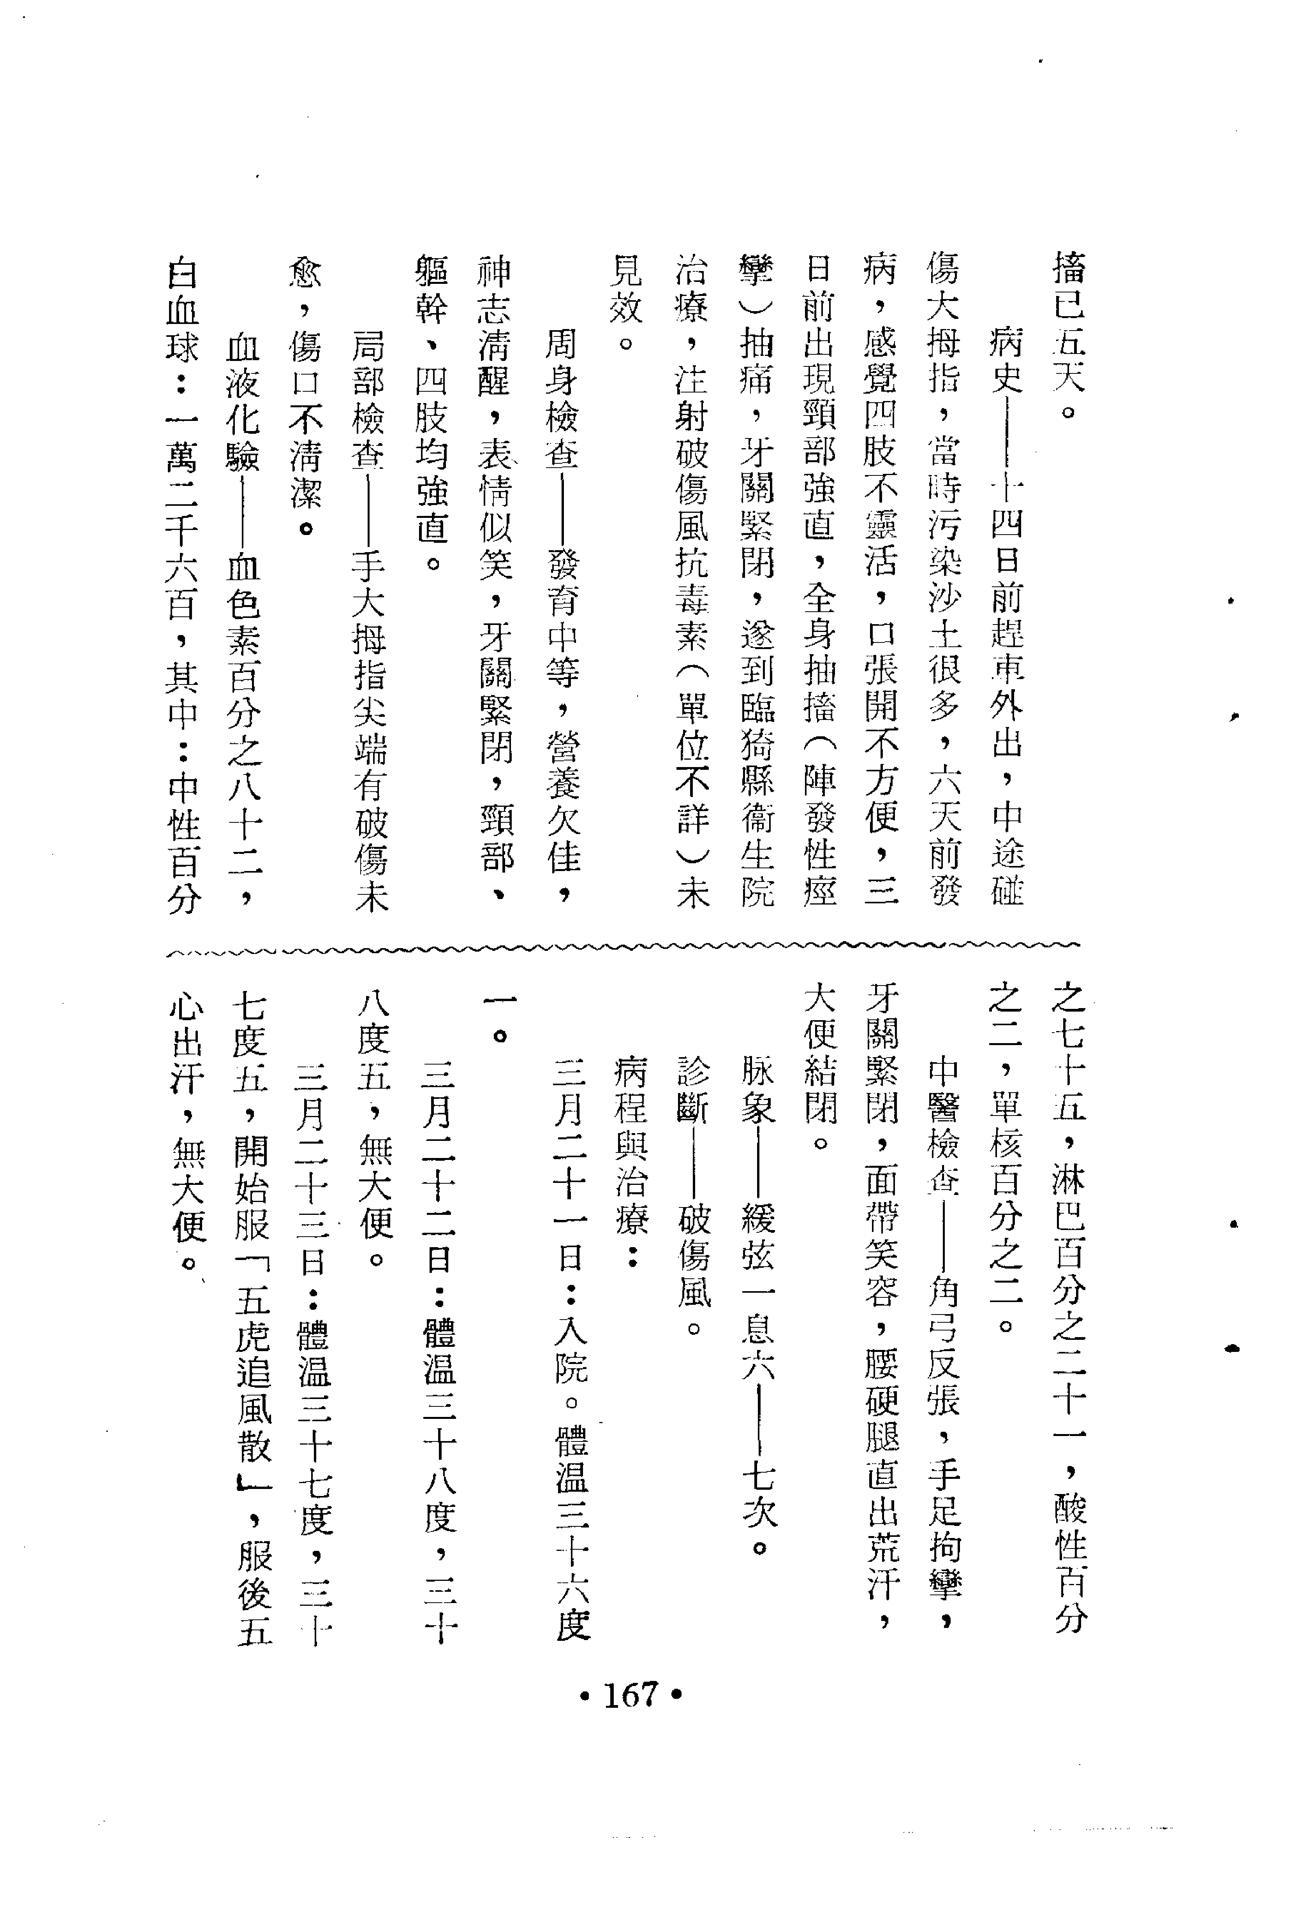 搐已五天。
病史——十四日前趕車外出，中途碰
傷大拇指，當時污染沙土很多，六天前發
病，感覺四肢不靈活，口張開不方便，三
日前出現頸部強直，全身抽搐（陣發性痙
攣）抽痛，牙關緊閉，遂到臨猗縣衞生院
治療，注射破傷風抗毒素（單位不詳）未
見效。
周身檢查——發育中等，營養欠佳，
神志清醒，表情似笑，牙關緊閉，頸部、
軀幹、四肢均強直。
局部檢查——手大拇指尖端有破傷未
愈，傷口不清潔。
血液化驗——血色素百分之八十二，
白血球：一萬二千六百，其中：中性百分
之七十五，淋巴百分之二十一，酸性百分
之二，單核百分之二。
中醫檢查——角弓反張，手足拘攣，
牙關緊閉，面帶笑容，腰硬腿直出荒汗，
大便結閉。
脉象——緩弦一息六——七次。
診斷——破傷風。
病程與治療：
三月二十一日：入院。體温三十六度
一。
三月二十二日：體温三十八度，三十
八度五，無大便。
三月二十三日：體温三十七度，三十
七度五，開始服「五虎追風散」，服後五
心出汗，無大便。
•167•